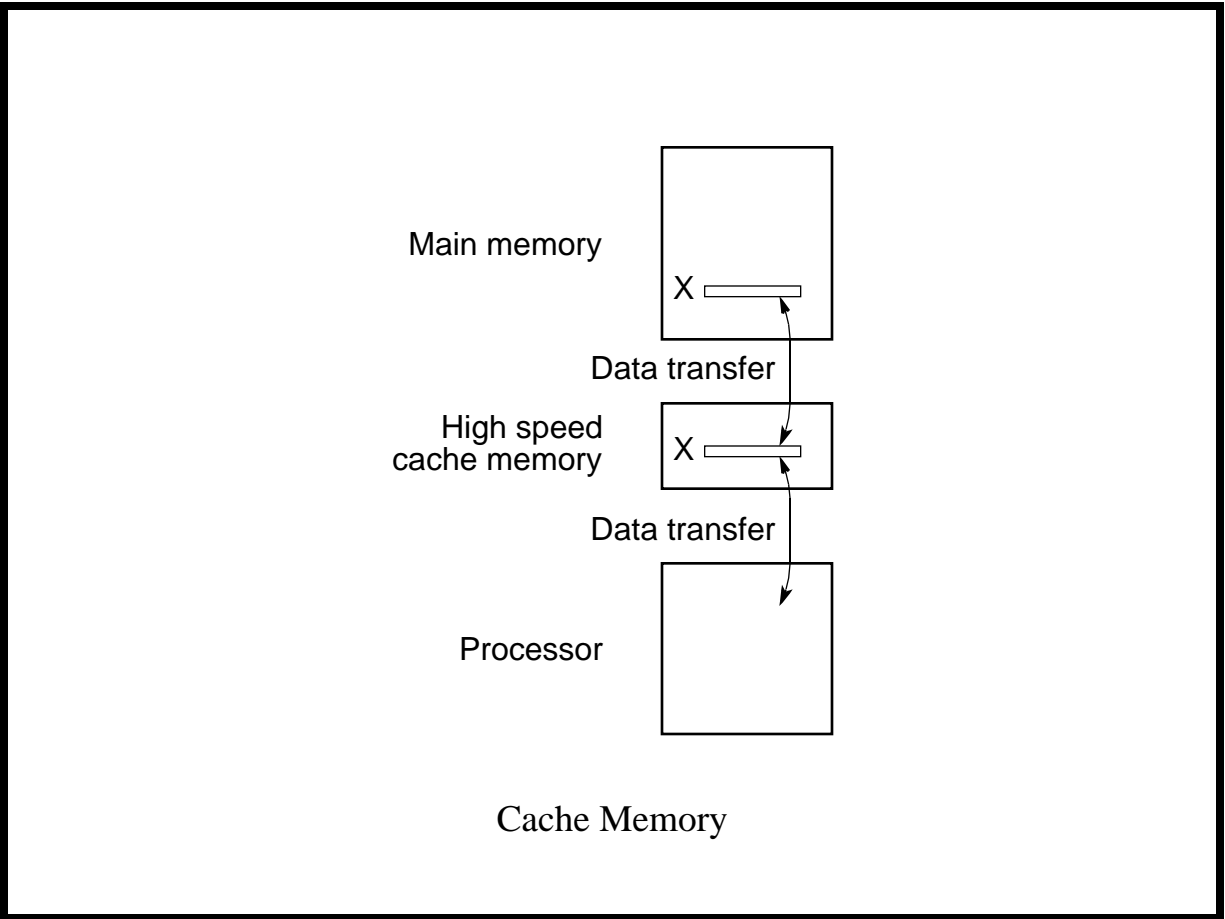 Main memory
X
Data transfer
High speed
cache memory
X
Data transfer
Processor
Cache Memory